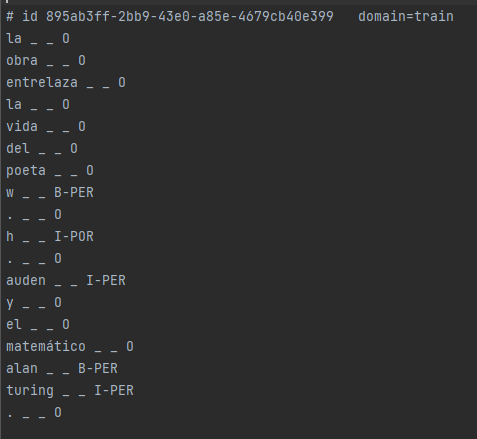 # id 895ab3ff-2bb9-43e0-a85e-4679cb40e399   domain=train
la _ _ O
obra _ _ O
entrelaza _ _ O
la _ _ O
vida _ _ O
del _ _ O
poeta _ _ O
w _ _ B-PER
. _ _ O
h _ _ I-POR
. _ _ O
auden _ _ I-PER
y _ _ O
el _ _ O
matemático _ _ O
alan _ _ B-PER
turing _ _ I-PER
. _ _ O